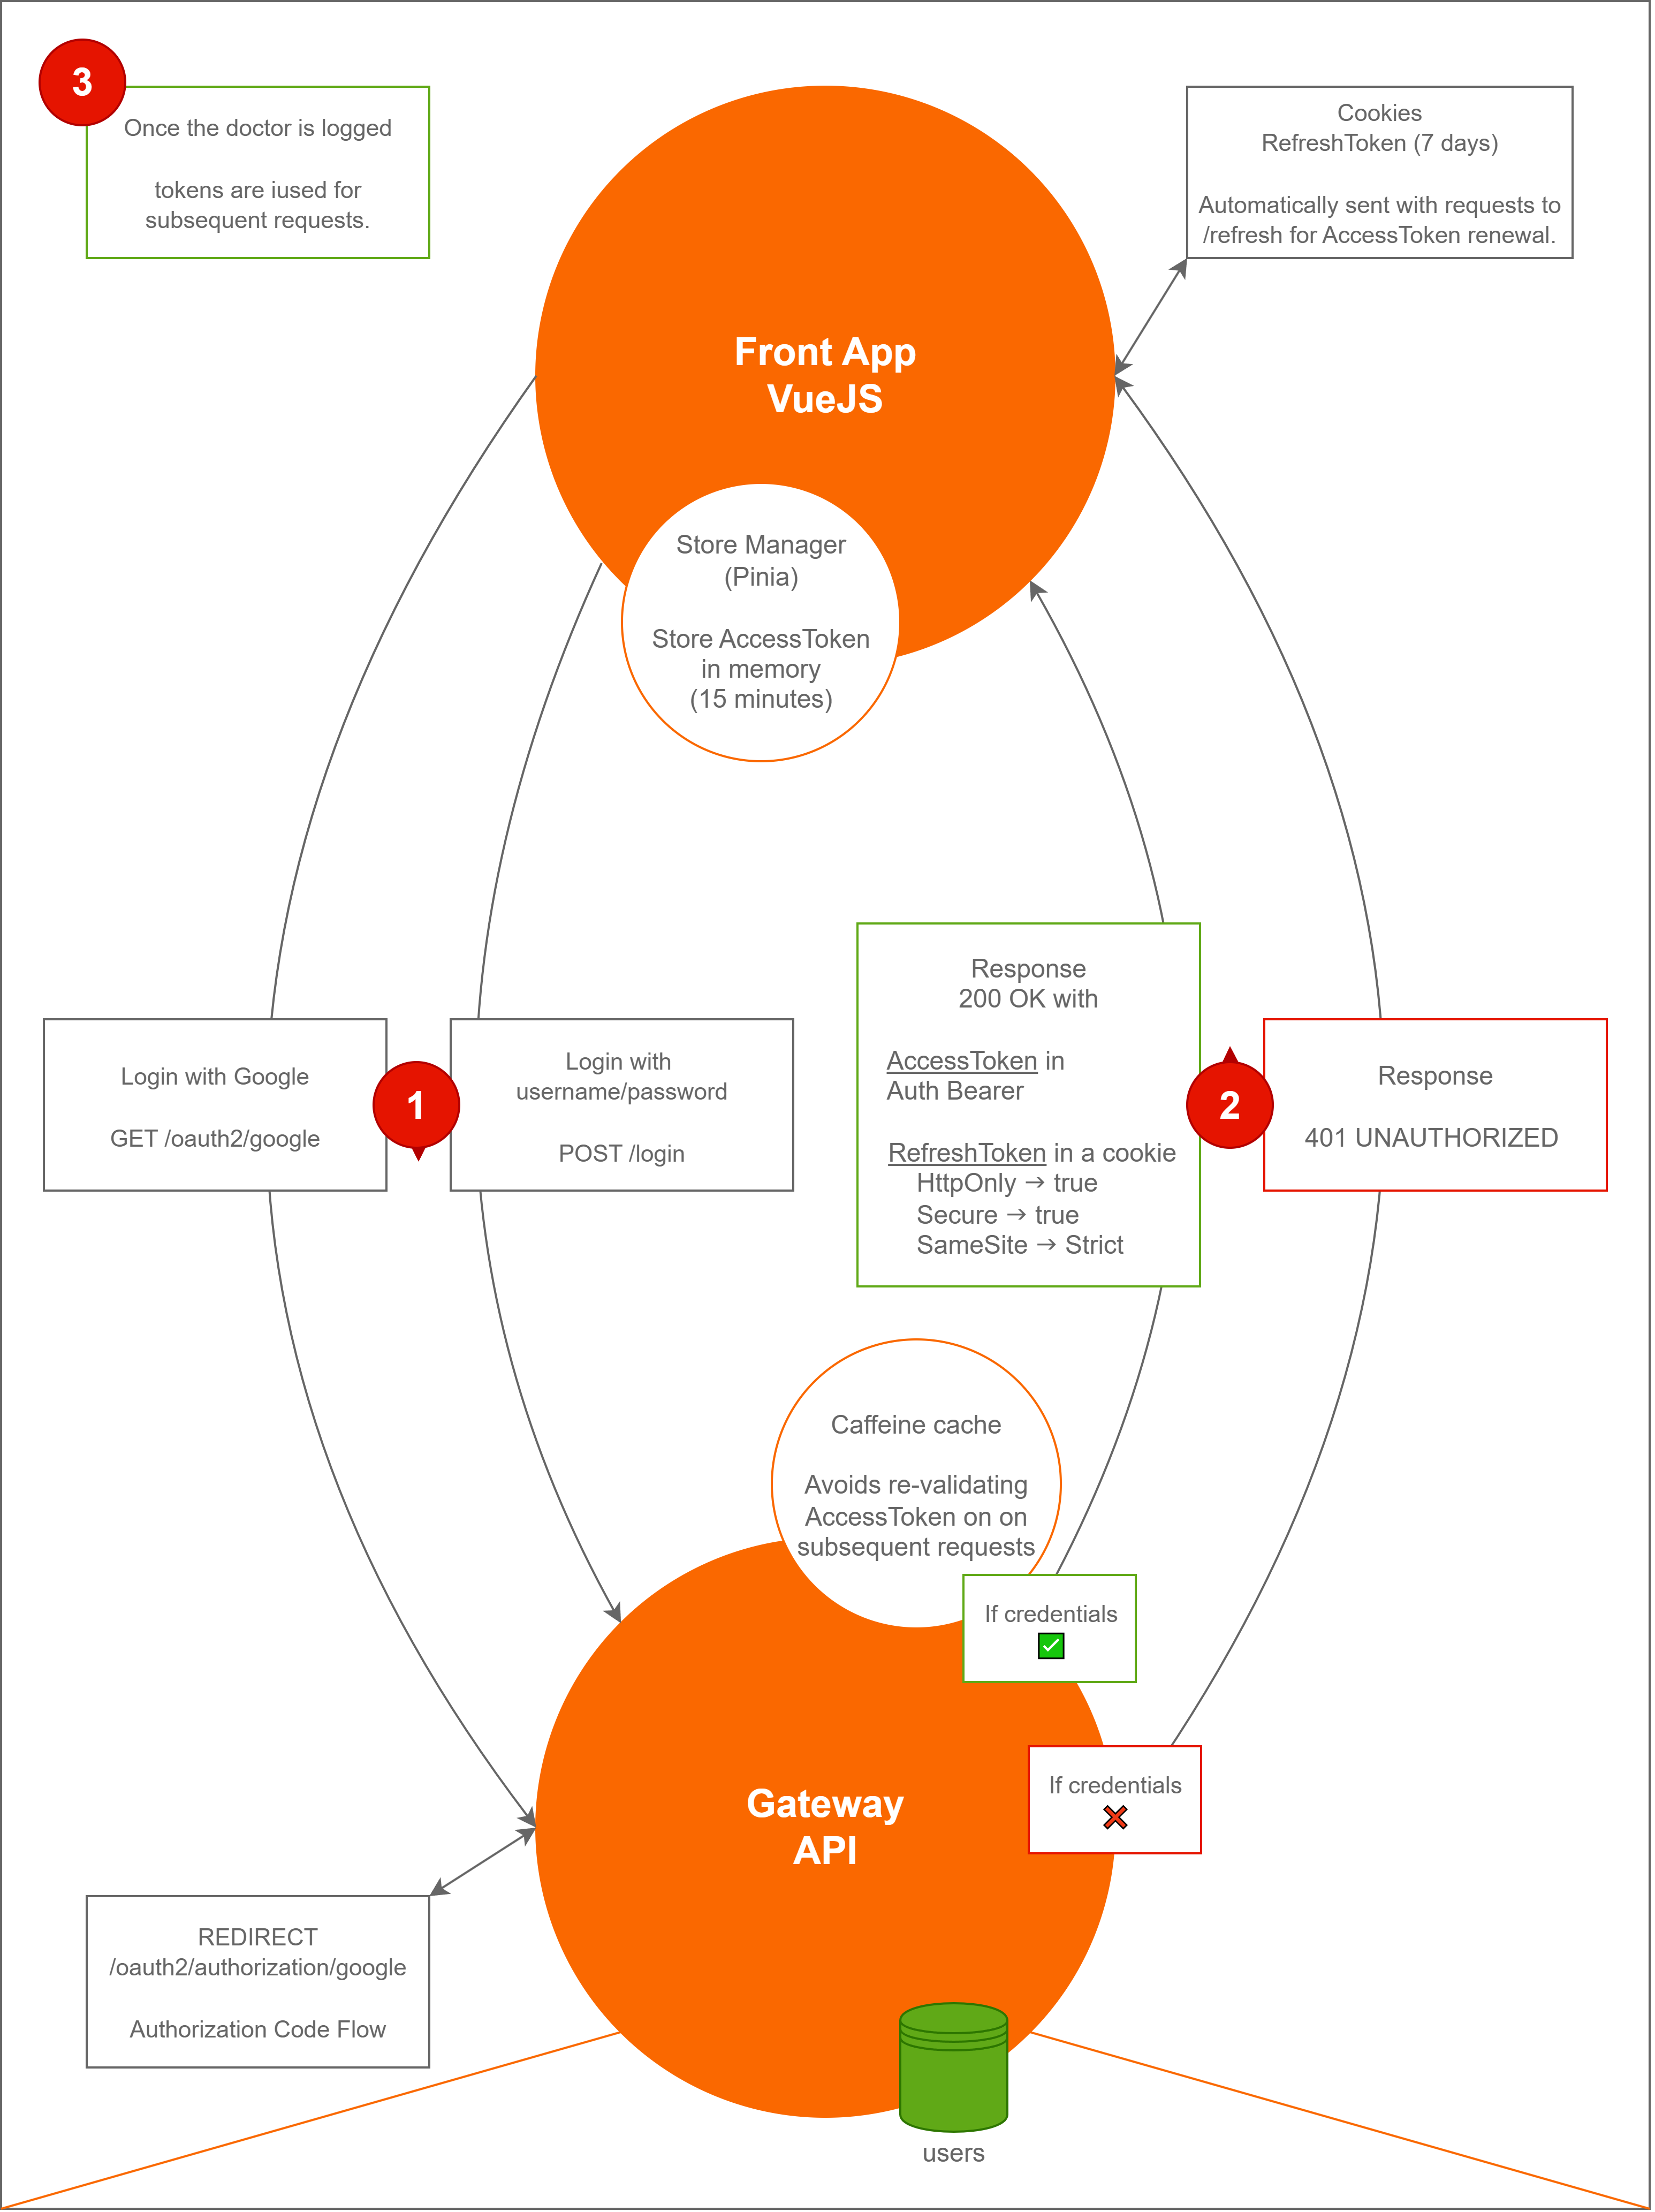 3
Once the doctor is logged
tokens are iused for
subsequent requests.
Cookies
RefreshToken (7 days)
Automatically sent with requests to
/refresh for AccessToken renewal.
Front App
VueJS
Store Manager
(Pinia)
Store AccessToken
in memory
(15 minutes)
Login with Google
GET /oauth2/google
1
Login with
username/password
POST /login
Response
200 OK with
AccessToken in
Auth Bearer
RefreshToken in a cookie
HttpOnly → true
Secure → true
SameSite → Strict
2
Response
401 UNAUTHORIZED
Caffeine cache
Avoids re-validating
AccessToken on on
subsequent requests
If credentials
If credentials
Gateway
API
REDIRECT
/oauth2/authorization/google
Authorization Code Flow
users